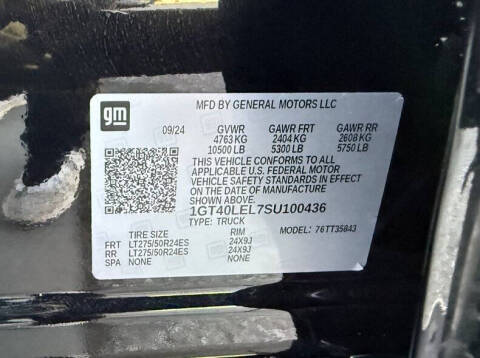 gm
MFD BY GENERAL MOTORS LLC
09/24 GVWR GAWR FRT GAWR RR
4763 KG 2404 KG 2608 KG
10500 LB 5300 LB 5750 LB
THIS VEHICLE CONFORMS TO ALL
APPLICABLE U.S. FEDERAL MOTOR
VEHICLE SAFETY STANDARDS IN EFFECT
ON THE DATE OF MANUFACTURE
SHOWN ABOVE.
1GT40LEL7SU100436
TYPE: TRUCK MODEL: 76TT35843
TIRE SIZE RIM
FRT LT275/50R24ES 24X9J
RR LT275/50R24ES 24X9J
SPA NONE NONE